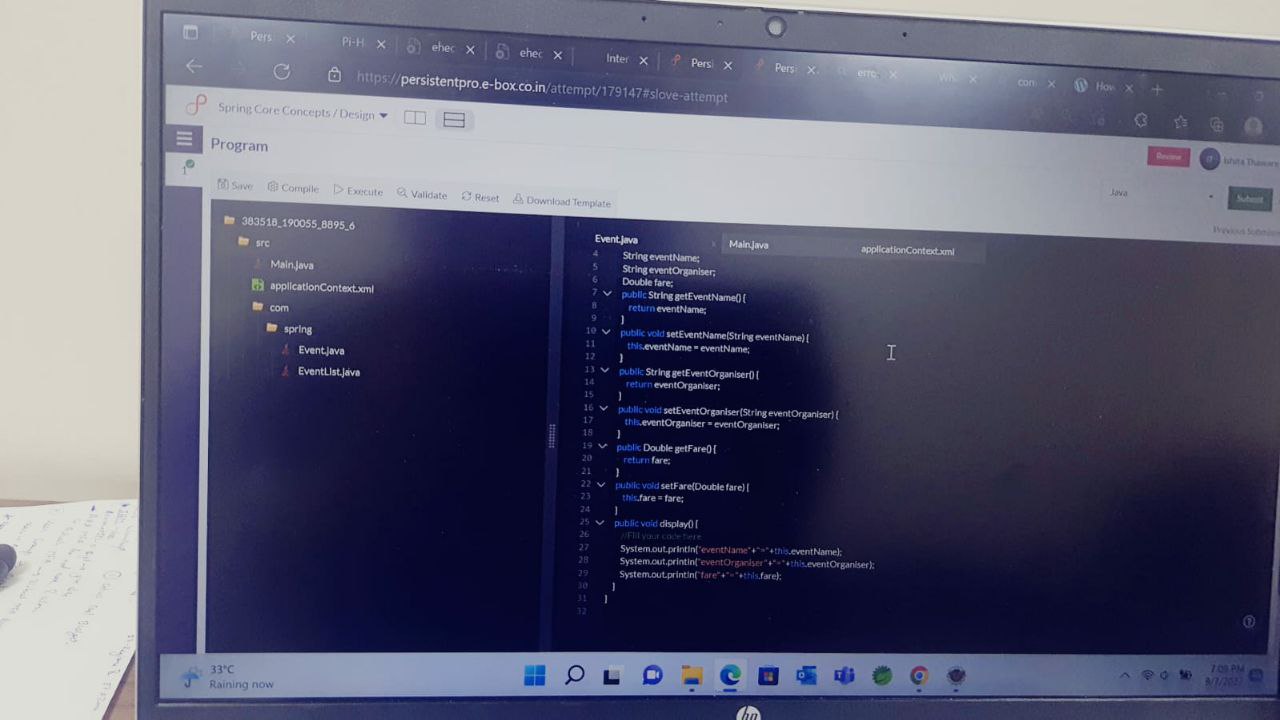 Pers
Pi-H
ehec
ehec
Inter
Persi
Pers
erro
Wh
com
How
https://persistentpro.e-box.co.in/attempt/179147#slove-attempt
Spring Core Concepts / Design
Program
Review
Ishita Thaware
1
Save
Compile
Execute
Validate
Reset
Download Template
Java
Submit
Previous Submiss
383518_190055_8895_6
src
Main.java
applicationContext.xml
com
spring
Event.java
EventList.java
Event.java
Main.java
applicationContext.xml
4 String eventName;
5 String eventOrganiser;
6 Double fare;
7 public String getEventName() {
8 return eventName;
9 }
10 public void setEventName(String eventName) {
11 this.eventName = eventName;
12 }
13 public String getEventOrganiser() {
14 return eventOrganiser;
15 }
16 public void setEventOrganiser(String eventOrganiser) {
17 this.eventOrganiser = eventOrganiser;
18 }
19 public Double getFare() {
20 return fare;
21 }
22 public void setFare(Double fare) {
23 this.fare = fare;
24 }
25 public void display() {
26 //Fill your code here
27 System.out.println("eventName"+"="+this.eventName);
28 System.out.println("eventOrganiser"+"="+this.eventOrganiser);
29 System.out.println("fare"+"="+this.fare);
30 }
31 }
32
33°C
Raining now
7:09 PM
hp